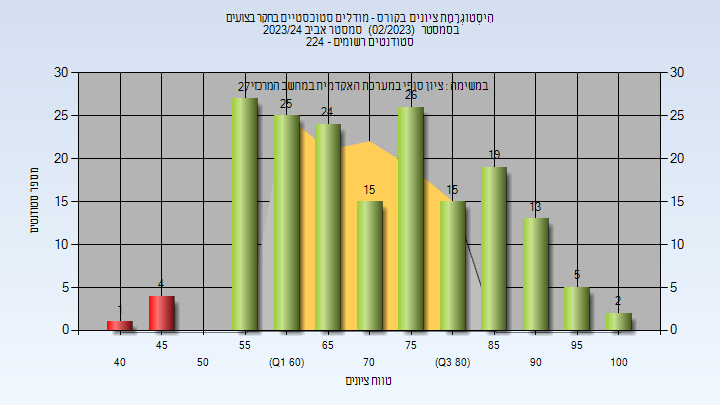 היסטוגרמת ציונים בקורס - מודלים סטוכסטיים בחקר בצועים
בסמסטר (02/2023) סמסטר אביב 2023/24
סטודנטים רשומים - 224
במשימה : ציון סופי במערכת האקדמית במחשב המרכזי
מספר סטודנטים
30 30
25 25
20 20
15 15
10 10
5 5
0 0
1 4 27 25 24 15 26 15 19 13 5 2
45 55 65 75 85 95
40 50 (Q1 60) 70 (Q3 80) 90 100
טווח ציונים